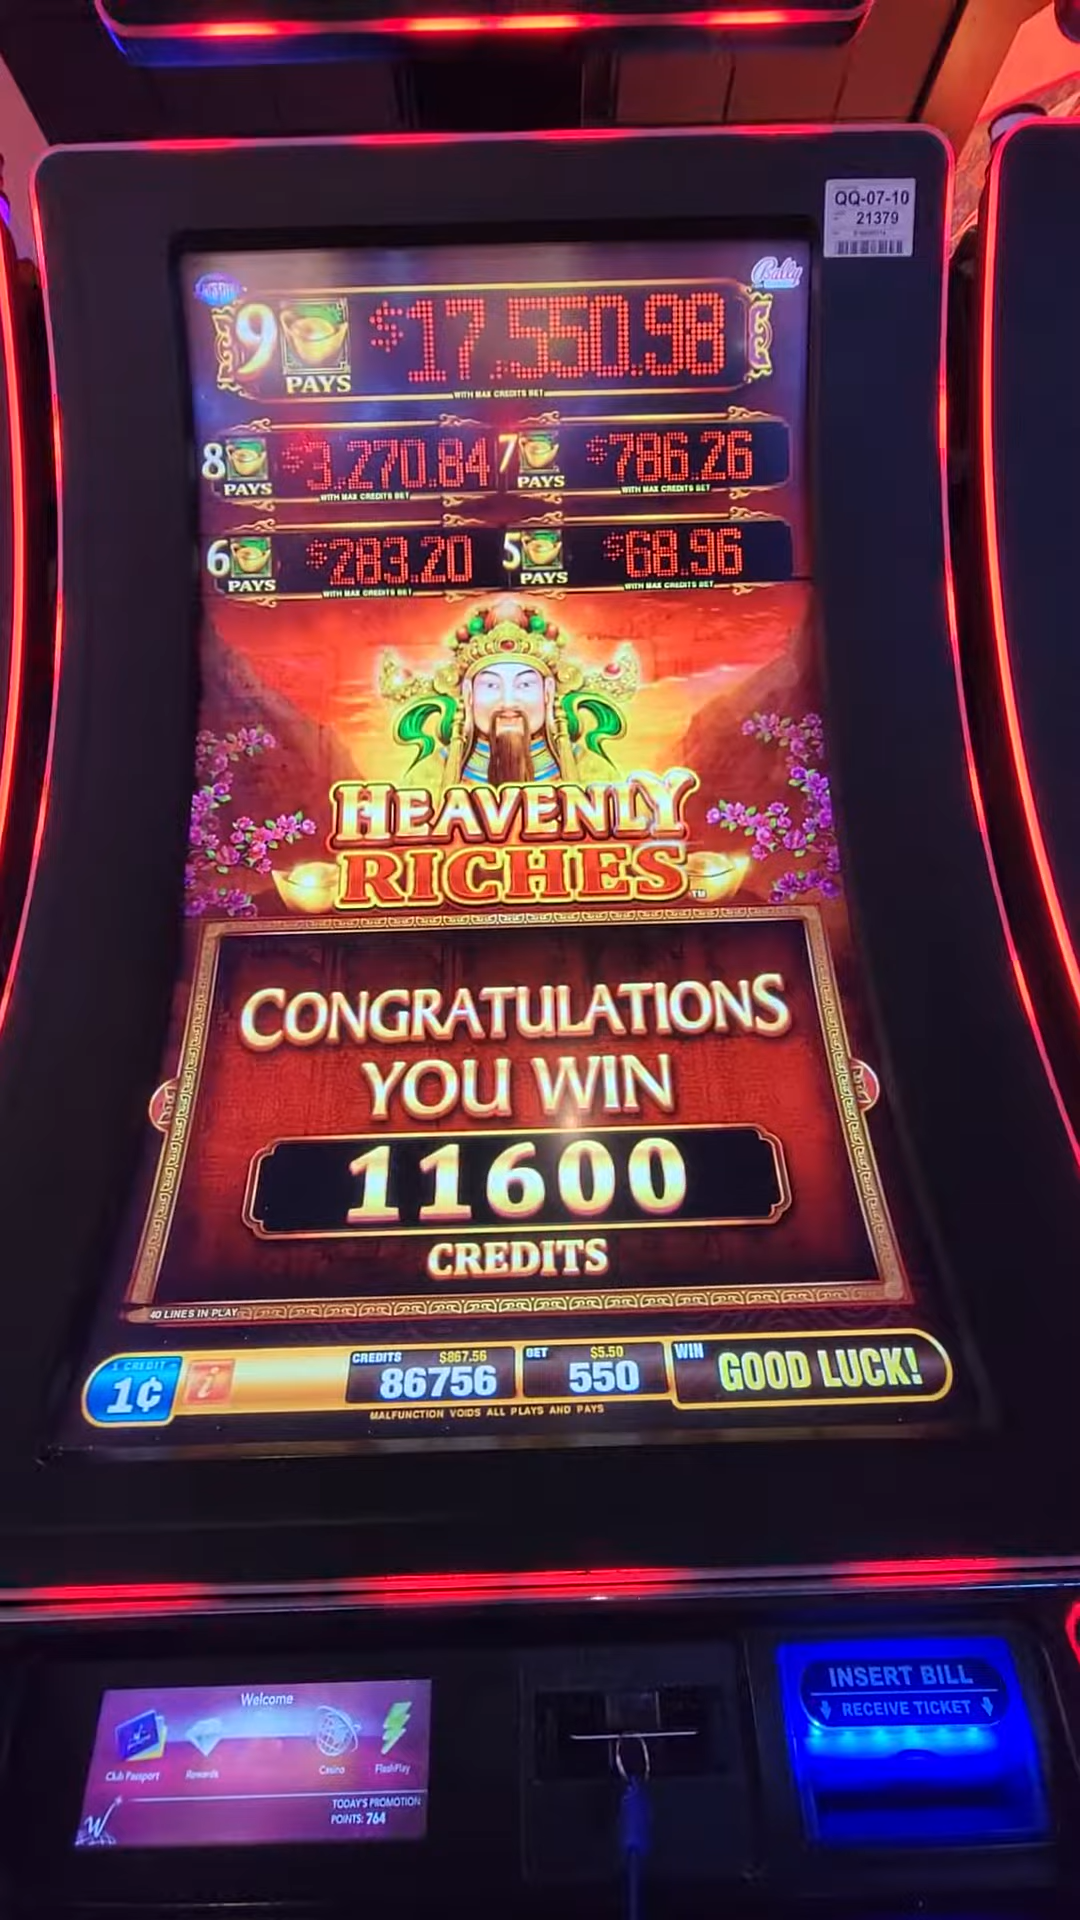 QQ-07-10
21379
Bally
9 PAYS $17,550.98
WITH MAX CREDITS BET
8 PAYS $3,270.84
WITH MAX CREDITS BET
7 PAYS $786.26
WITH MAX CREDITS BET
6 PAYS $283.20
WITH MAX CREDITS BET
5 PAYS $68.96
WITH MAX CREDITS BET
HEAVENLY
RICHES™
CONGRATULATIONS
YOU WIN
11600
CREDITS
40 LINES IN PLAY
1 CREDIT =
1¢
CREDITS $867.56
86756
BET $5.50
550
WIN
GOOD LUCK!
MALFUNCTION VOIDS ALL PLAYS AND PAYS
INSERT BILL
RECEIVE TICKET
Welcome
Club Passport
Rewards
Casino
FlashPlay
TODAY'S PROMOTION
POINTS: 764
W